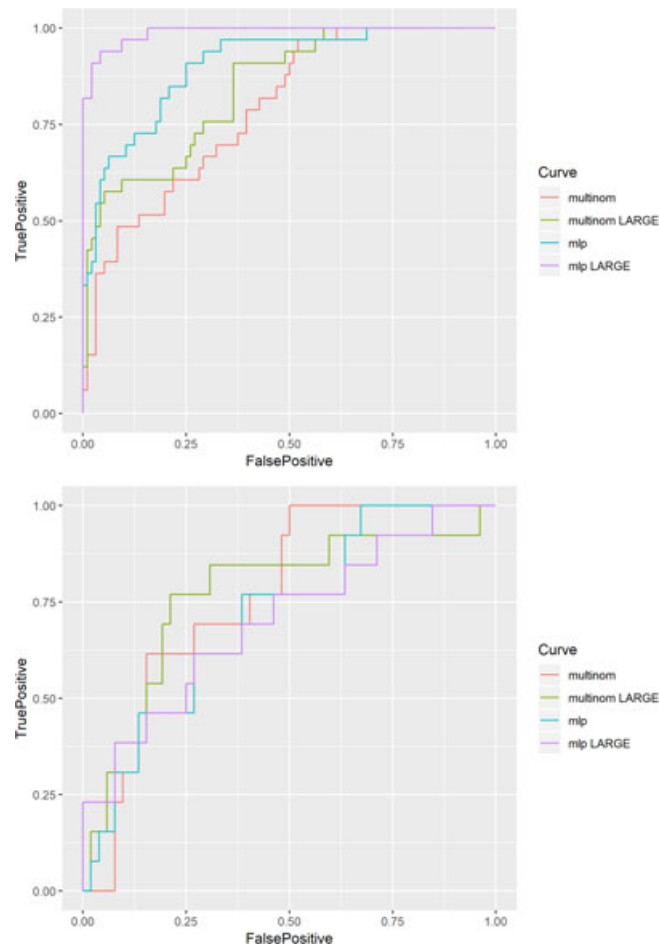 1.00
0.75
0.50
0.25
0.00
TruePositive
0.00 0.25 0.50 0.75 1.00
FalsePositive
Curve
multinom
multinom LARGE
mlp
mlp LARGE
1.00
0.75
0.50
0.25
0.00
TruePositive
0.00 0.25 0.50 0.75 1.00
FalsePositive
Curve
multinom
multinom LARGE
mlp
mlp LARGE